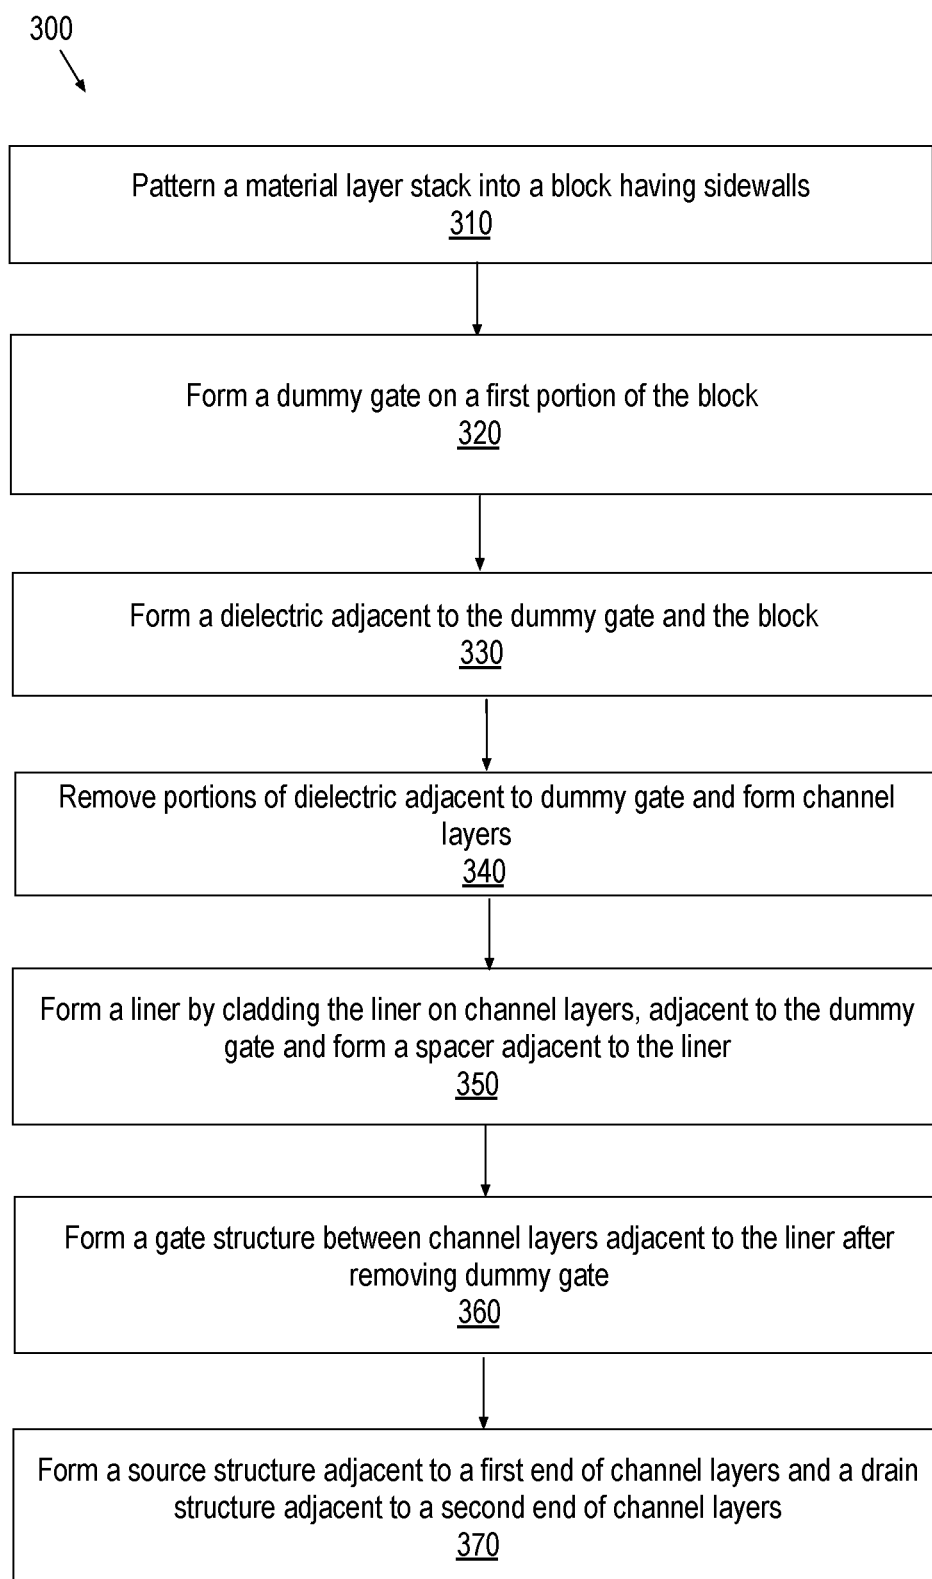 300
Pattern a material layer stack into a block having sidewalls
310
Form a dummy gate on a first portion of the block
320
Form a dielectric adjacent to the dummy gate and the block
330
Remove portions of dielectric adjacent to dummy gate and form channel
layers
340
Form a liner by cladding the liner on channel layers, adjacent to the dummy
gate and form a spacer adjacent to the liner
350
Form a gate structure between channel layers adjacent to the liner after
removing dummy gate
360
Form a source structure adjacent to a first end of channel layers and a drain
structure adjacent to a second end of channel layers
370